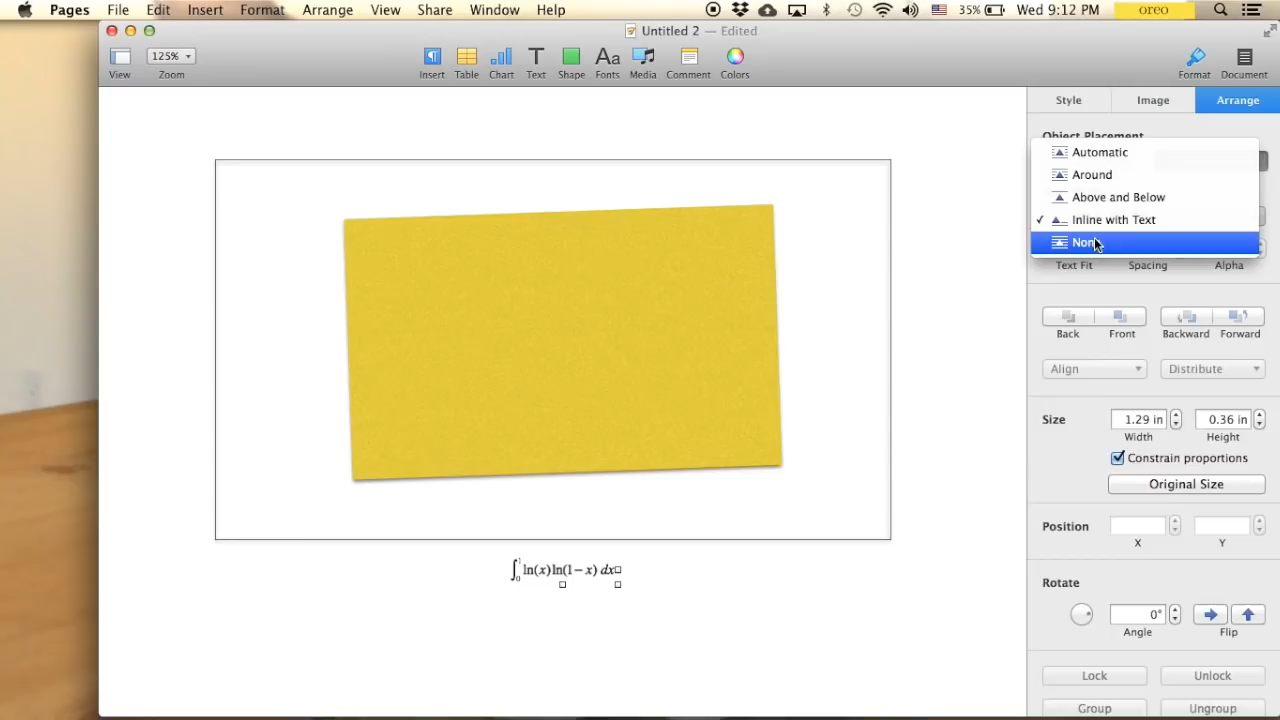 Pages File Edit Insert Format Arrange View Share Window Help 35% Wed 9:12 PM oreo
Untitled 2 — Edited
125%
View Zoom Insert Table Chart Text Shape Fonts Media Comment Colors Format Document
Style Image Arrange
Object Placement
Automatic
Around
Above and Below
✓ Inline with Text
Text Fit Spacing Alpha
Back Front Backward Forward
Align Distribute
Size 1.29 in 0.36 in
Width Height
Constrain proportions
Original Size
Position
X Y
Rotate
0°
Angle Flip
Lock Unlock
Group Ungroup
∫₀¹ ln(x)ln(1− x) dx